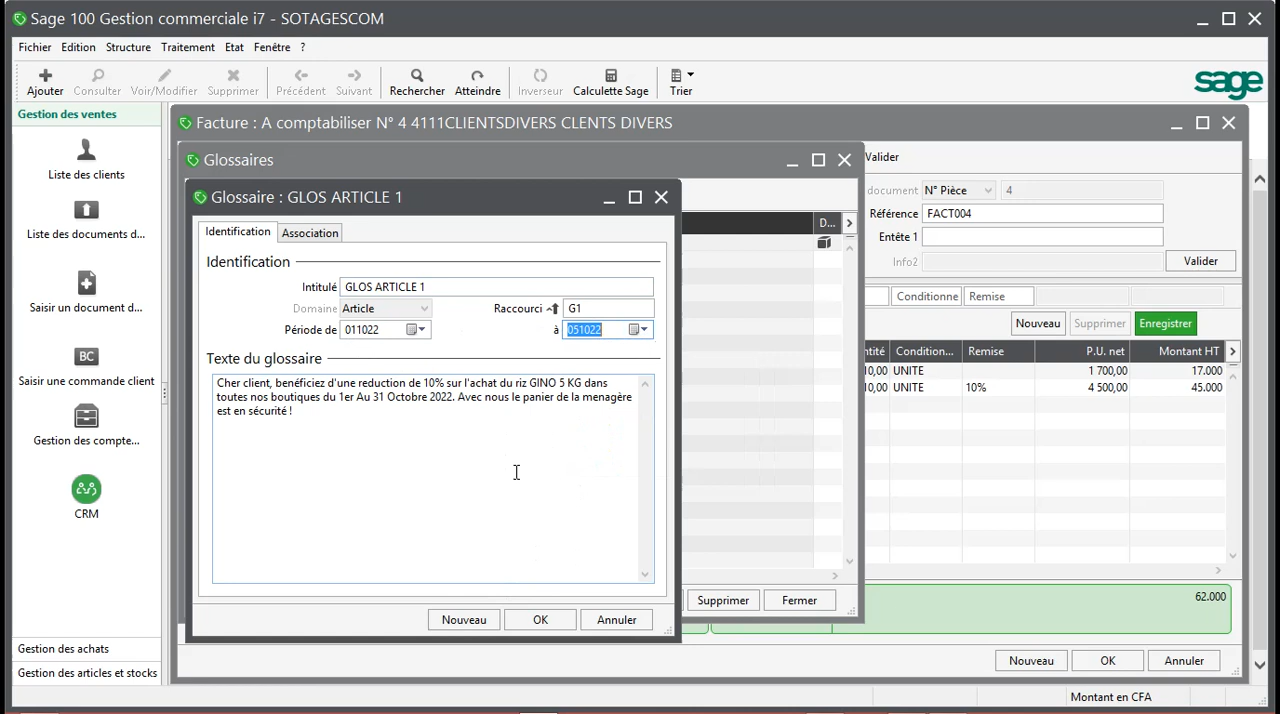 Sage 100 Gestion commerciale i7 - SOTAGESCOM
Fichier Edition Structure Traitement Etat Fenêtre ?
Ajouter Consulter Voir/Modifier Supprimer Précédent Suivant Rechercher Atteindre Inverseur Calculette Sage Trier
sage
Gestion des ventes
Liste des clients
Liste des documents d...
Saisir un document d...
BC
Saisir une commande client
Gestion des compte...
CRM
Gestion des achats
Gestion des articles et stocks
Facture : A comptabiliser N° 4 4111CLIENTSDIVERS CLENTS DIVERS
Glossaires
Valider
document N° Pièce 4
Référence FACT004
Entête 1
Info2 Valider
Conditionne Remise
Nouveau Supprimer Enregistrer
D...
ntité Condition... Remise P.U. net Montant HT
10,00 UNITE 1 700,00 17.000
10,00 UNITE 10% 4 500,00 45.000
62.000
Supprimer Fermer
Nouveau OK Annuler
Montant en CFA
Glossaire : GLOS ARTICLE 1
Identification Association
Identification
Intitulé GLOS ARTICLE 1
Domaine Article Raccourci G1
Période de 011022 à 051022
Texte du glossaire
Cher client, benéficiez d'une reduction de 10% sur l'achat du riz GINO 5 KG dans
toutes nos boutiques du 1er Au 31 Octobre 2022. Avec nous le panier de la menagère
est en sécurité !
Nouveau OK Annuler